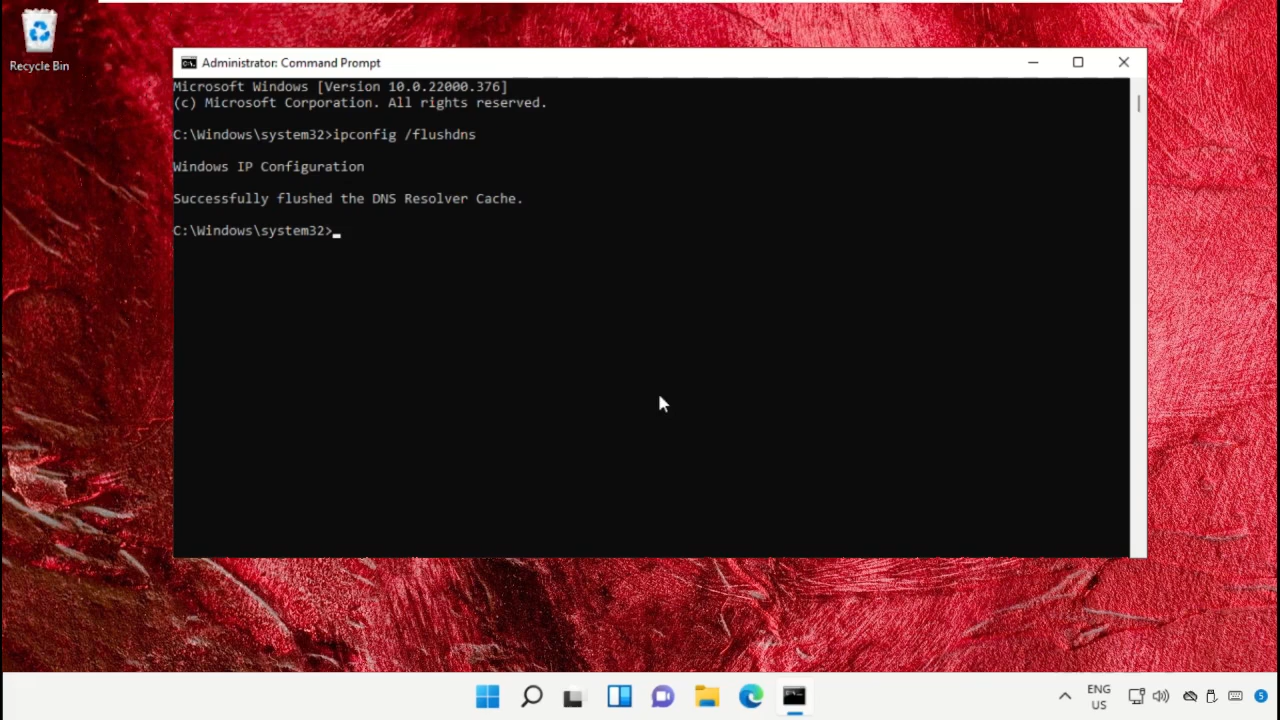 Recycle Bin
Administrator: Command Prompt
Microsoft Windows [Version 10.0.22000.376]
(c) Microsoft Corporation. All rights reserved.
C:\Windows\system32>ipconfig /flushdns
Windows IP Configuration
Successfully flushed the DNS Resolver Cache.
C:\Windows\system32>
ENG
US
5